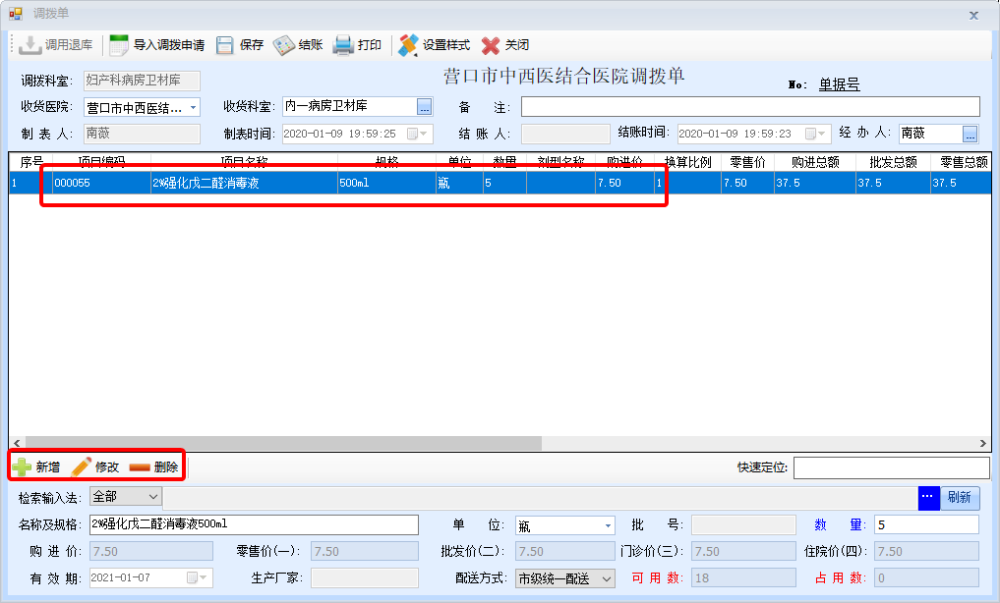 调拨单
调用退库 导入调拨申请 保存 结账 打印 设置样式 关闭
营口市中西医结合医院调拨单
No: 单据号
调拨科室: 妇产科病房卫材库
收货医院: 营口市中西医结... 收货科室: 内一病房卫材库 ... 备 注:
制 表 人: 南薇 制表时间: 2020-01-09 19:59:25 结 账 人: 结账时间: 2020-01-09 19:59:23 经 办 人: 南薇 ...
序号 项目编码 项目名称 规格 单位 数量 剂型名称 购进价 换算比例 零售价 购进总额 批发总额 零售总额
1 000055 2%强化戊二醛消毒液 500ml 瓶 5 7.50 1 7.50 37.5 37.5 37.5
新增 修改 删除 快速定位:
检索输入法: 全部 ... 刷新
名称及规格: 2%强化戊二醛消毒液500ml 单 位: 瓶 批 号: 数 量: 5
购 进 价: 7.50 零售价(一): 7.50 批发价(二): 7.50 门诊价(三): 7.50 住院价(四): 7.50
有 效 期: 2021-01-07 生产厂家: 配送方式: 市级统一配送 可 用 数: 18 占 用 数: 0